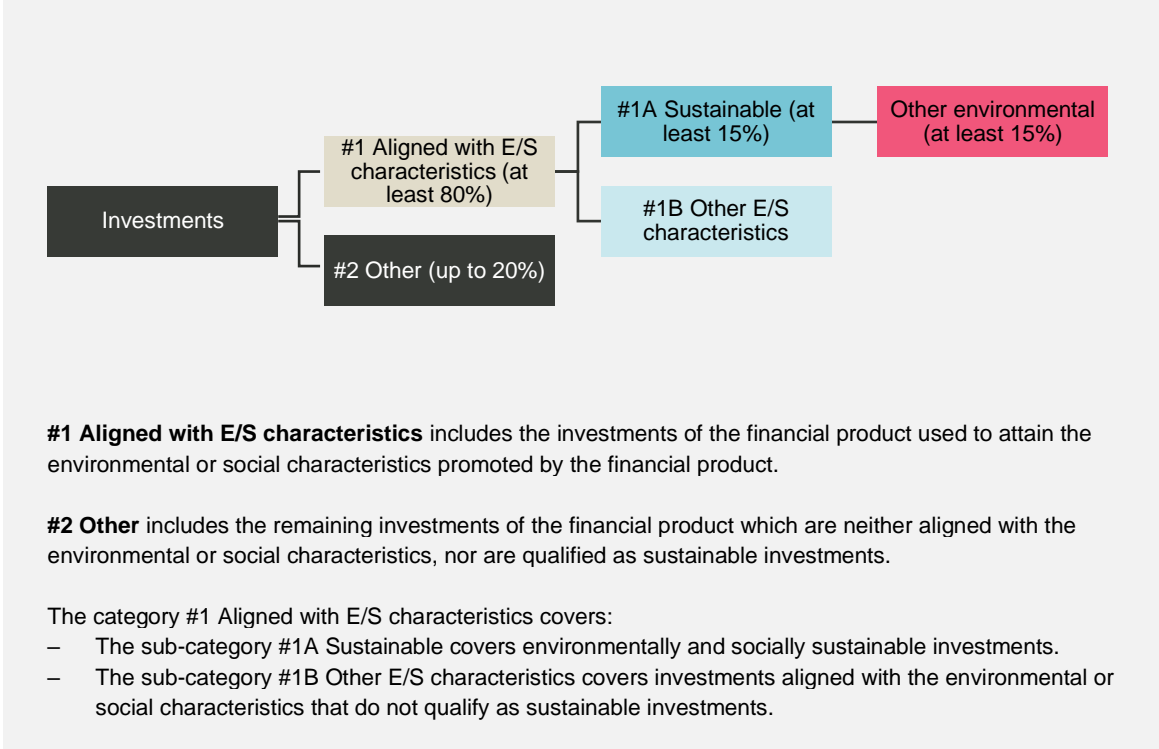 #1A Sustainable (at
least 15%)
Other environmental
(at least 15%)
#1 Aligned with E/S
characteristics (at
least 80%)
Investments
#1B Other E/S
characteristics
#2 Other (up to 20%)
#1 Aligned with E/S characteristics includes the investments of the financial product used to attain the
environmental or social characteristics promoted by the financial product.
#2 Other includes the remaining investments of the financial product which are neither aligned with the
environmental or social characteristics, nor are qualified as sustainable investments.
The category #1 Aligned with E/S characteristics covers:
– The sub-category #1A Sustainable covers environmentally and socially sustainable investments.
– The sub-category #1B Other E/S characteristics covers investments aligned with the environmental or
social characteristics that do not qualify as sustainable investments.